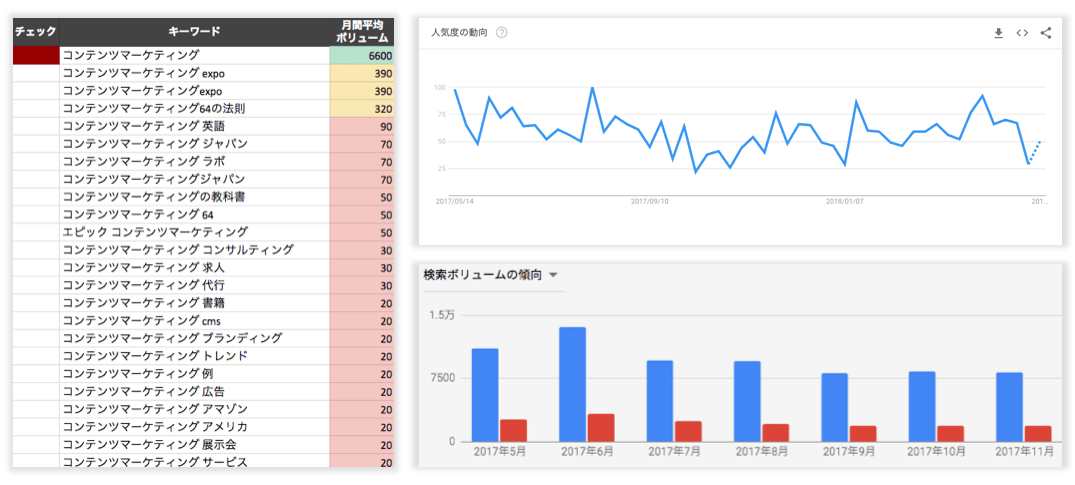 チェック キーワード 月間平均ボリューム
コンテンツマーケティング 6600
コンテンツマーケティング expo 390
コンテンツマーケティングexpo 390
コンテンツマーケティング64の法則 320
コンテンツマーケティング 英語 90
コンテンツマーケティング ジャパン 70
コンテンツマーケティング ラボ 70
コンテンツマーケティングジャパン 70
コンテンツマーケティングの教科書 50
コンテンツマーケティング 64 50
エピック コンテンツマーケティング 50
コンテンツマーケティング コンサルティング 30
コンテンツマーケティング 求人 30
コンテンツマーケティング 代行 30
コンテンツマーケティング 書籍 20
コンテンツマーケティング cms 20
コンテンツマーケティング ブランディング 20
コンテンツマーケティング トレンド 20
コンテンツマーケティング 例 20
コンテンツマーケティング 広告 20
コンテンツマーケティング アマゾン 20
コンテンツマーケティング アメリカ 20
コンテンツマーケティング 展示会 20
コンテンツマーケティング サービス 20
人気度の動向 ?
100
75
50
25
2017/05/14 2017/09/10 2018/01/07 201...
検索ボリュームの傾向
1.5万
7500
0
2017年5月 2017年6月 2017年7月 2017年8月 2017年9月 2017年10月 2017年11月